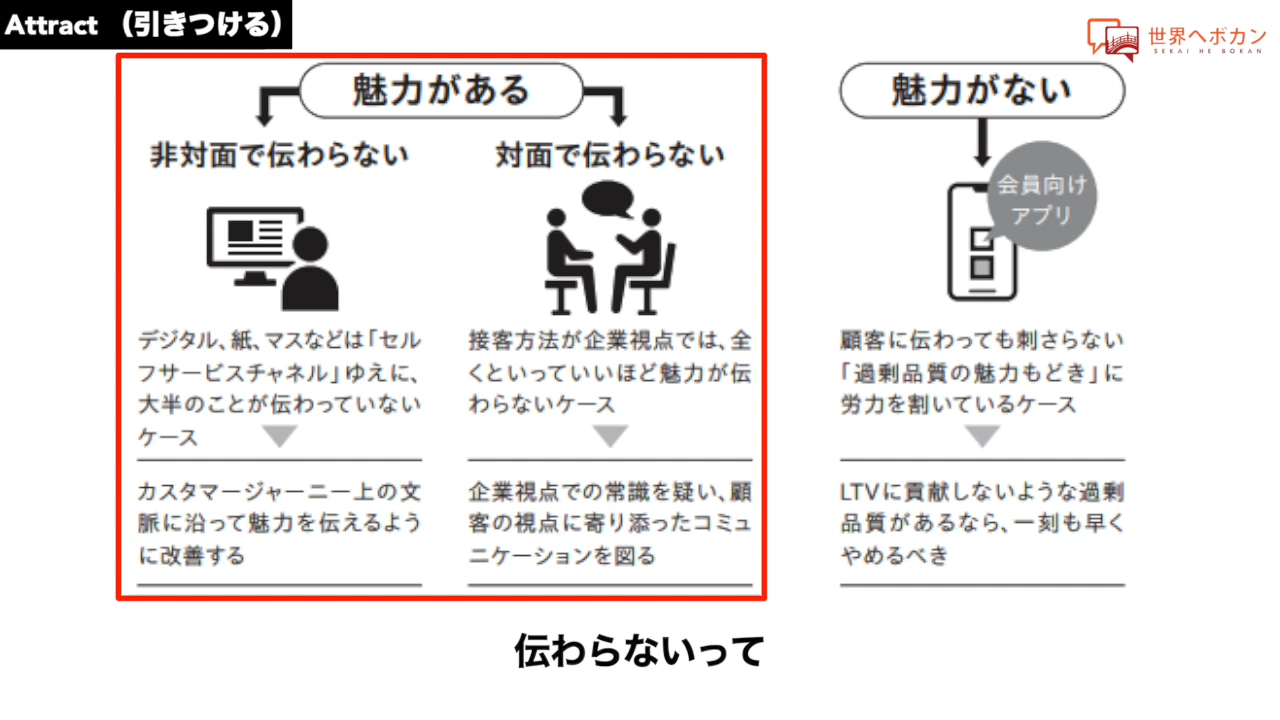 Attract （引きつける）
世界へボカン
SEKAI HE BOKAN
魅力がある
非対面で伝わらない
対面で伝わらない
デジタル、紙、マスなどは「セル
フサービスチャネル」ゆえに、
大半のことが伝わっていない
ケース
カスタマージャーニー上の文
脈に沿って魅力を伝えるよう
に改善する
接客方法が企業視点では、全
くといっていいほど魅力が伝
わらないケース
企業視点での常識を疑い、顧
客の視点に寄り添ったコミュ
ニケーションを図る
魅力がない
会員向け
アプリ
顧客に伝わっても刺さらない
「過剰品質の魅力もどき」に
労力を割いているケース
LTVに貢献しないような過剰
品質があるなら、一刻も早く
やめるべき
伝わらないって